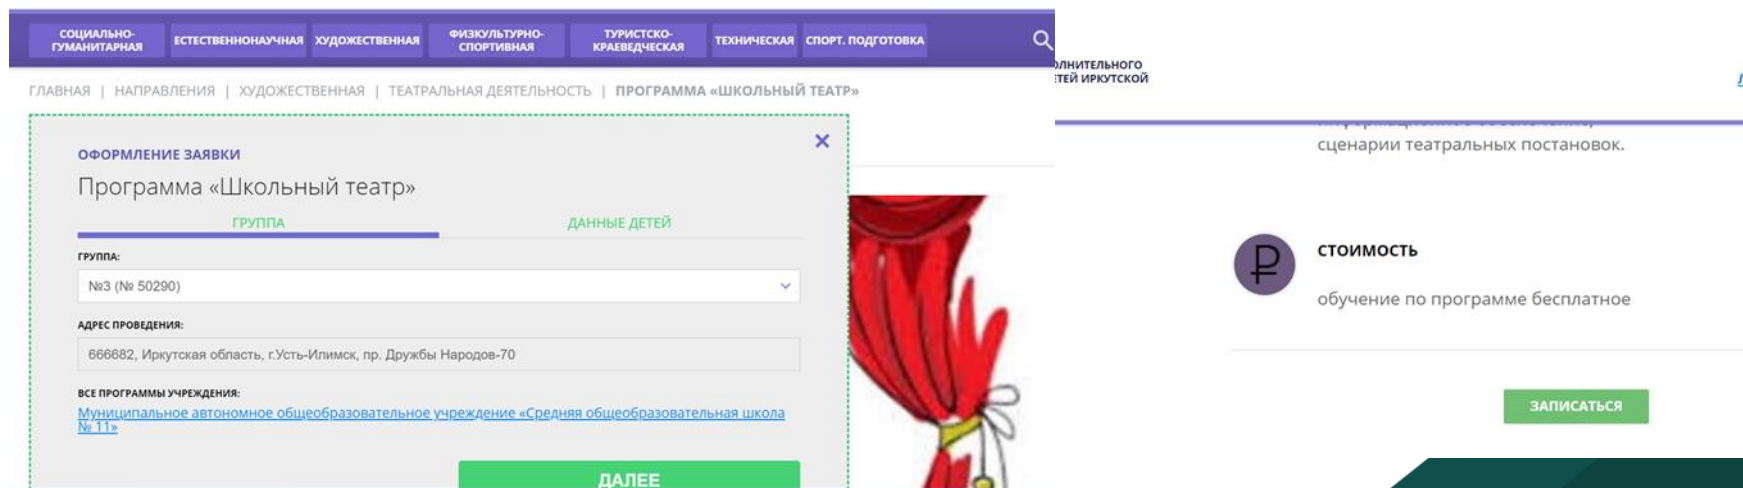 СОЦИАЛЬНО-
ГУМАНИТАРНАЯ
ЕСТЕСТВЕННОНАУЧНАЯ
ХУДОЖЕСТВЕННАЯ
ФИЗКУЛЬТУРНО-
СПОРТИВНАЯ
ТУРИСТСКО-
КРАЕВЕДЧЕСКАЯ
ТЕХНИЧЕСКАЯ
СПОРТ. ПОДГОТОВКА
ГЛАВНАЯ | НАПРАВЛЕНИЯ | ХУДОЖЕСТВЕННАЯ | ТЕАТРАЛЬНАЯ ДЕЯТЕЛЬНОСТЬ | ПРОГРАММА «ШКОЛЬНЫЙ ТЕАТР»
ОФОРМЛЕНИЕ ЗАЯВКИ
Программа «Школьный театр»
ГРУППА
ДАННЫЕ ДЕТЕЙ
ГРУППА:
№3 (№ 50290)
АДРЕС ПРОВЕДЕНИЯ:
666682, Иркутская область, г.Усть-Илимск, пр. Дружбы Народов-70
ВСЕ ПРОГРАММЫ УЧРЕЖДЕНИЯ:
Муниципальное автономное общеобразовательное учреждение «Средняя общеобразовательная школа
№ 11»
ДАЛЕЕ
ОЛНИТЕЛЬНОГО
ТЕЙ ИРКУТСКОЙ
сценарии театральных постановок.
СТОИМОСТЬ
обучение по программе бесплатное
ЗАПИСАТЬСЯ